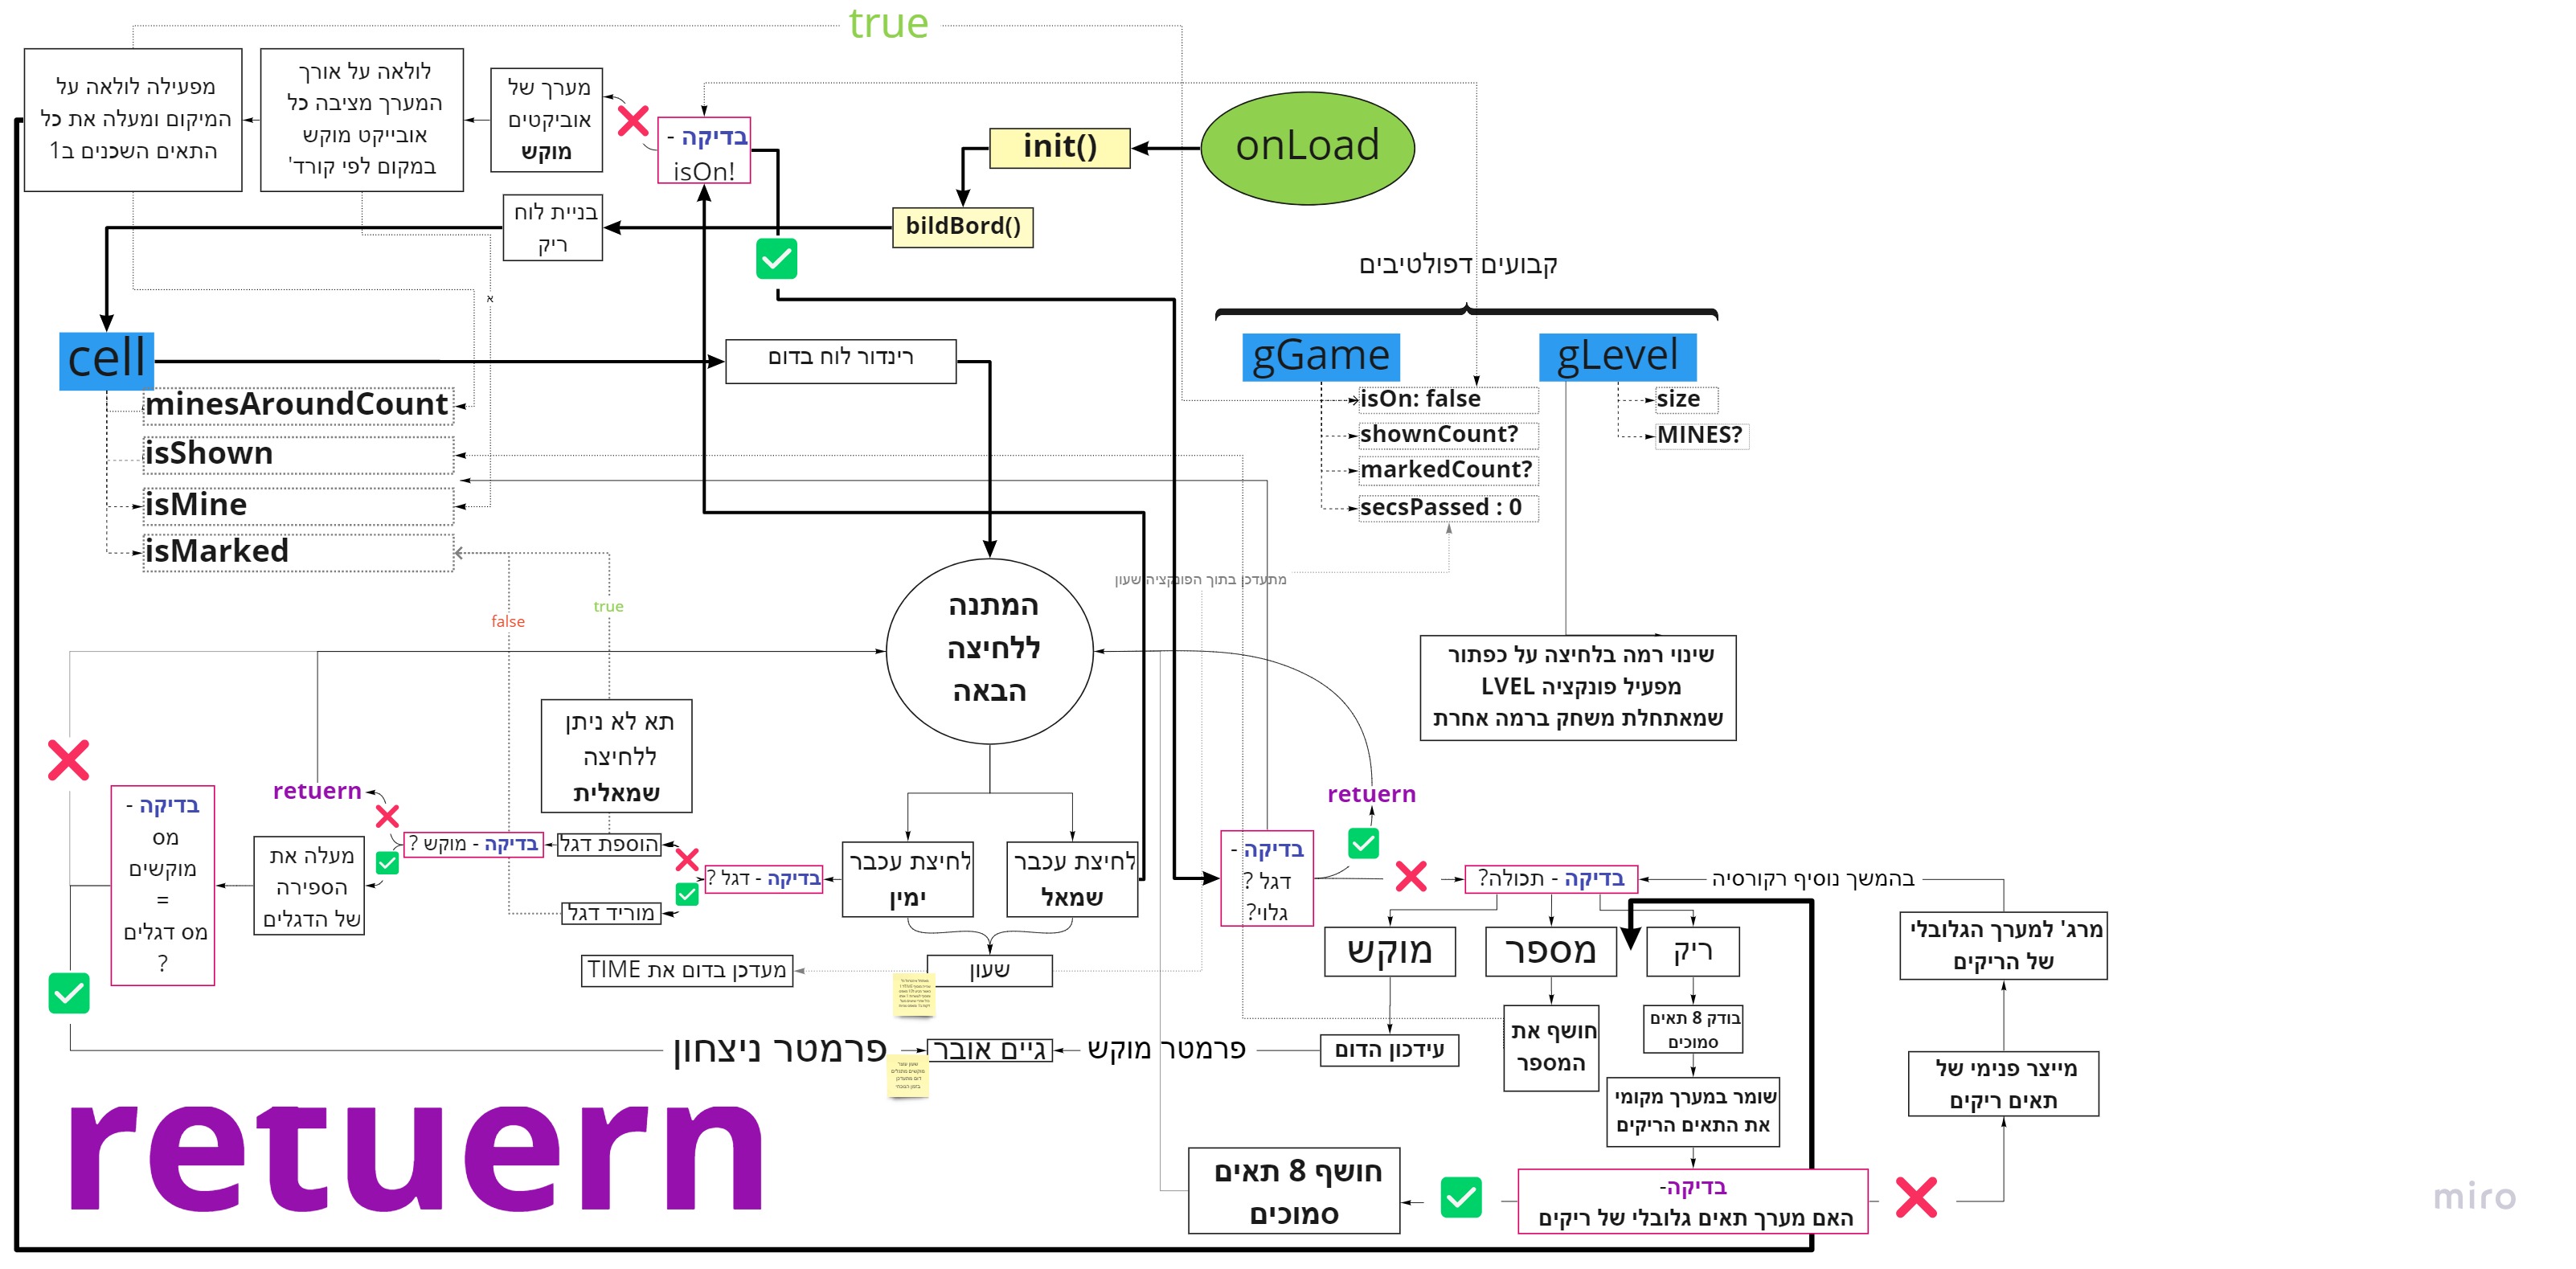 true
מפעילה לולאה על
המיקום ומעלה את כל
התאים השכנים ב1
לולאה על אורך
המערך מציבה כל
אובייקט מוקש
במקום לפי קורד'
מערך של
אוביקטים
מוקש
בדיקה -
isOn!
init()
onLoad
בניית לוח
ריק
bildBord()
קבועים דפולטיבים
א
cell
רינדור לוח בדום
gGame
gLevel
minesAroundCount
isShown
isMine
isMarked
isOn: false
shownCount?
markedCount?
secsPassed : 0
size
MINES?
מתעדכן בתוך הפונקציה שעון
המתנה
ללחיצה
הבאה
true
false
שינוי רמה בלחיצה על כפתור
מפעיל פונקציה LVEL
שמאתחלת משחק ברמה אחרת
תא לא ניתן
ללחיצה
שמאלית
retuern
retuern
בדיקה -
מס
מוקשים
=
מס דגלים
?
מעלה את
הספירה
של הדגלים
בדיקה - מוקש ?
הוספת דגל
מוריד דגל
בדיקה - דגל ?
לחיצת עכבר
ימין
לחיצת עכבר
שמאל
בדיקה -
דגל ?
גלוי?
בדיקה - תכולה?
בהמשך נוסיף רקורסיה
מוקש
מספר
ריק
מרג' למערך הגלובלי
של הריקים
שעון
מעדכן בדום את TIME
פרמטר ניצחון
גיים אובר
פרמטר מוקש
עידכון הדום
חושף את
המספר
בודק 8 תאים
סמוכים
שומר במערך מקומי
את התאים הריקים
מייצר פנימי של
תאים ריקים
retuern
חושף 8 תאים
סמוכים
בדיקה-
האם מערך תאים גלובלי של ריקים
miro